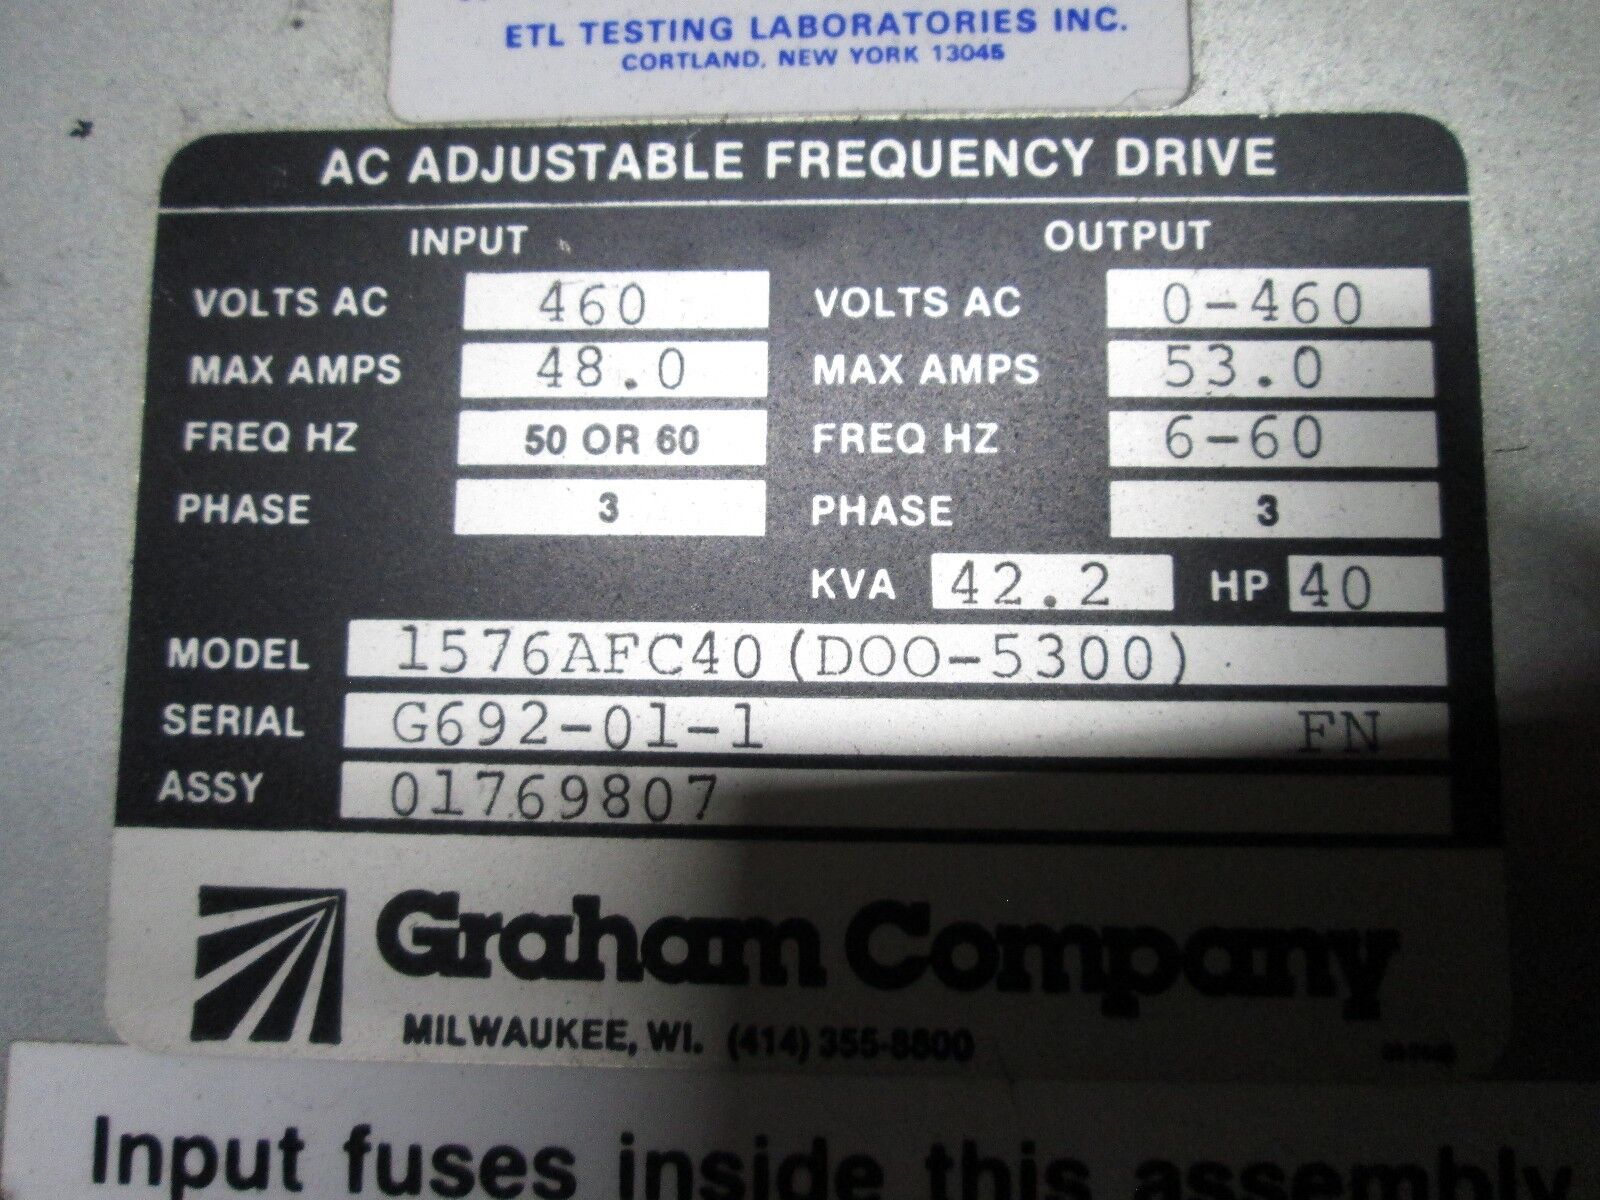 ETL TESTING LABORATORIES INC.
CORTLAND, NEW YORK 13045
AC ADJUSTABLE FREQUENCY DRIVE
INPUT OUTPUT
VOLTS AC 460 VOLTS AC 0-460
MAX AMPS 48.0 MAX AMPS 53.0
FREQ HZ 50 OR 60 FREQ HZ 6-60
PHASE 3 PHASE 3
KVA 42.2 HP 40
MODEL 1576AFC40(DOO-5300)
SERIAL G692-01-1 FN
ASSY 01769807
Graham Company
MILWAUKEE, WI. (414) 355-8800
Input fuses inside this assembly